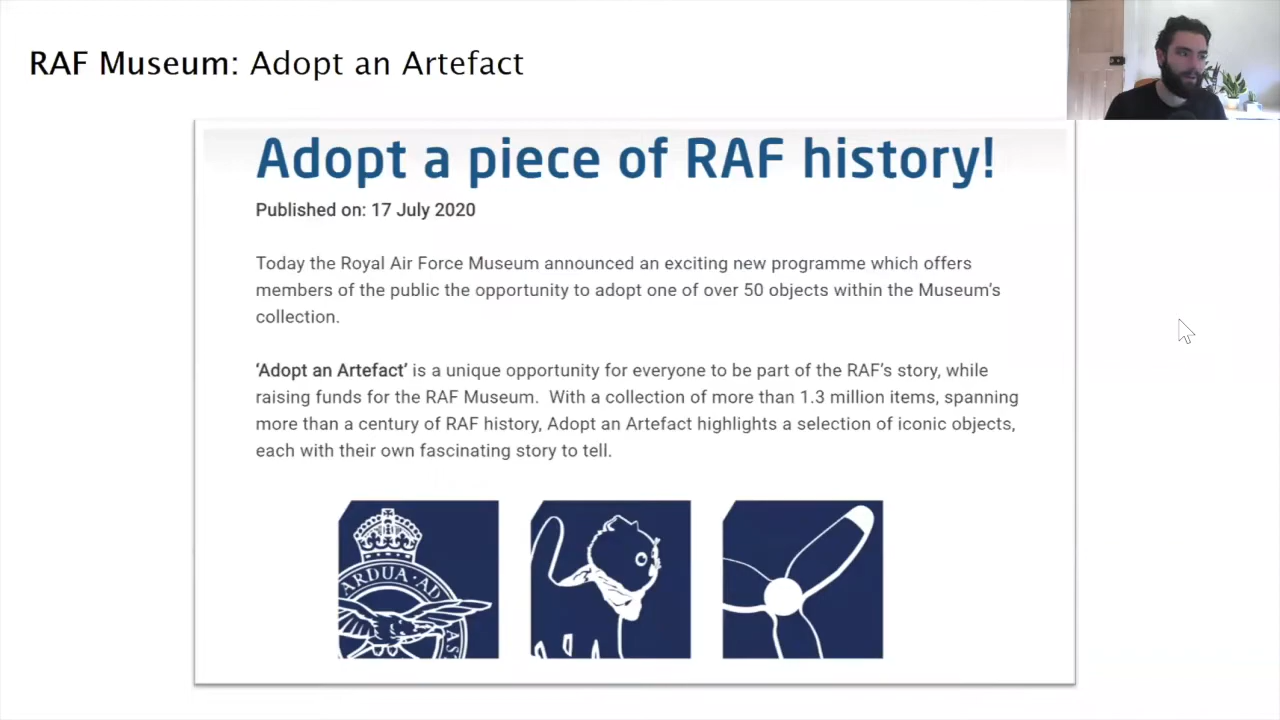 RAF Museum: Adopt an Artefact
Adopt a piece of RAF history!
Published on: 17 July 2020
Today the Royal Air Force Museum announced an exciting new programme which offers
members of the public the opportunity to adopt one of over 50 objects within the Museum's
collection.
'Adopt an Artefact' is a unique opportunity for everyone to be part of the RAF's story, while
raising funds for the RAF Museum.  With a collection of more than 1.3 million items, spanning
more than a century of RAF history, Adopt an Artefact highlights a selection of iconic objects,
each with their own fascinating story to tell.
ARDUA·AD
AS